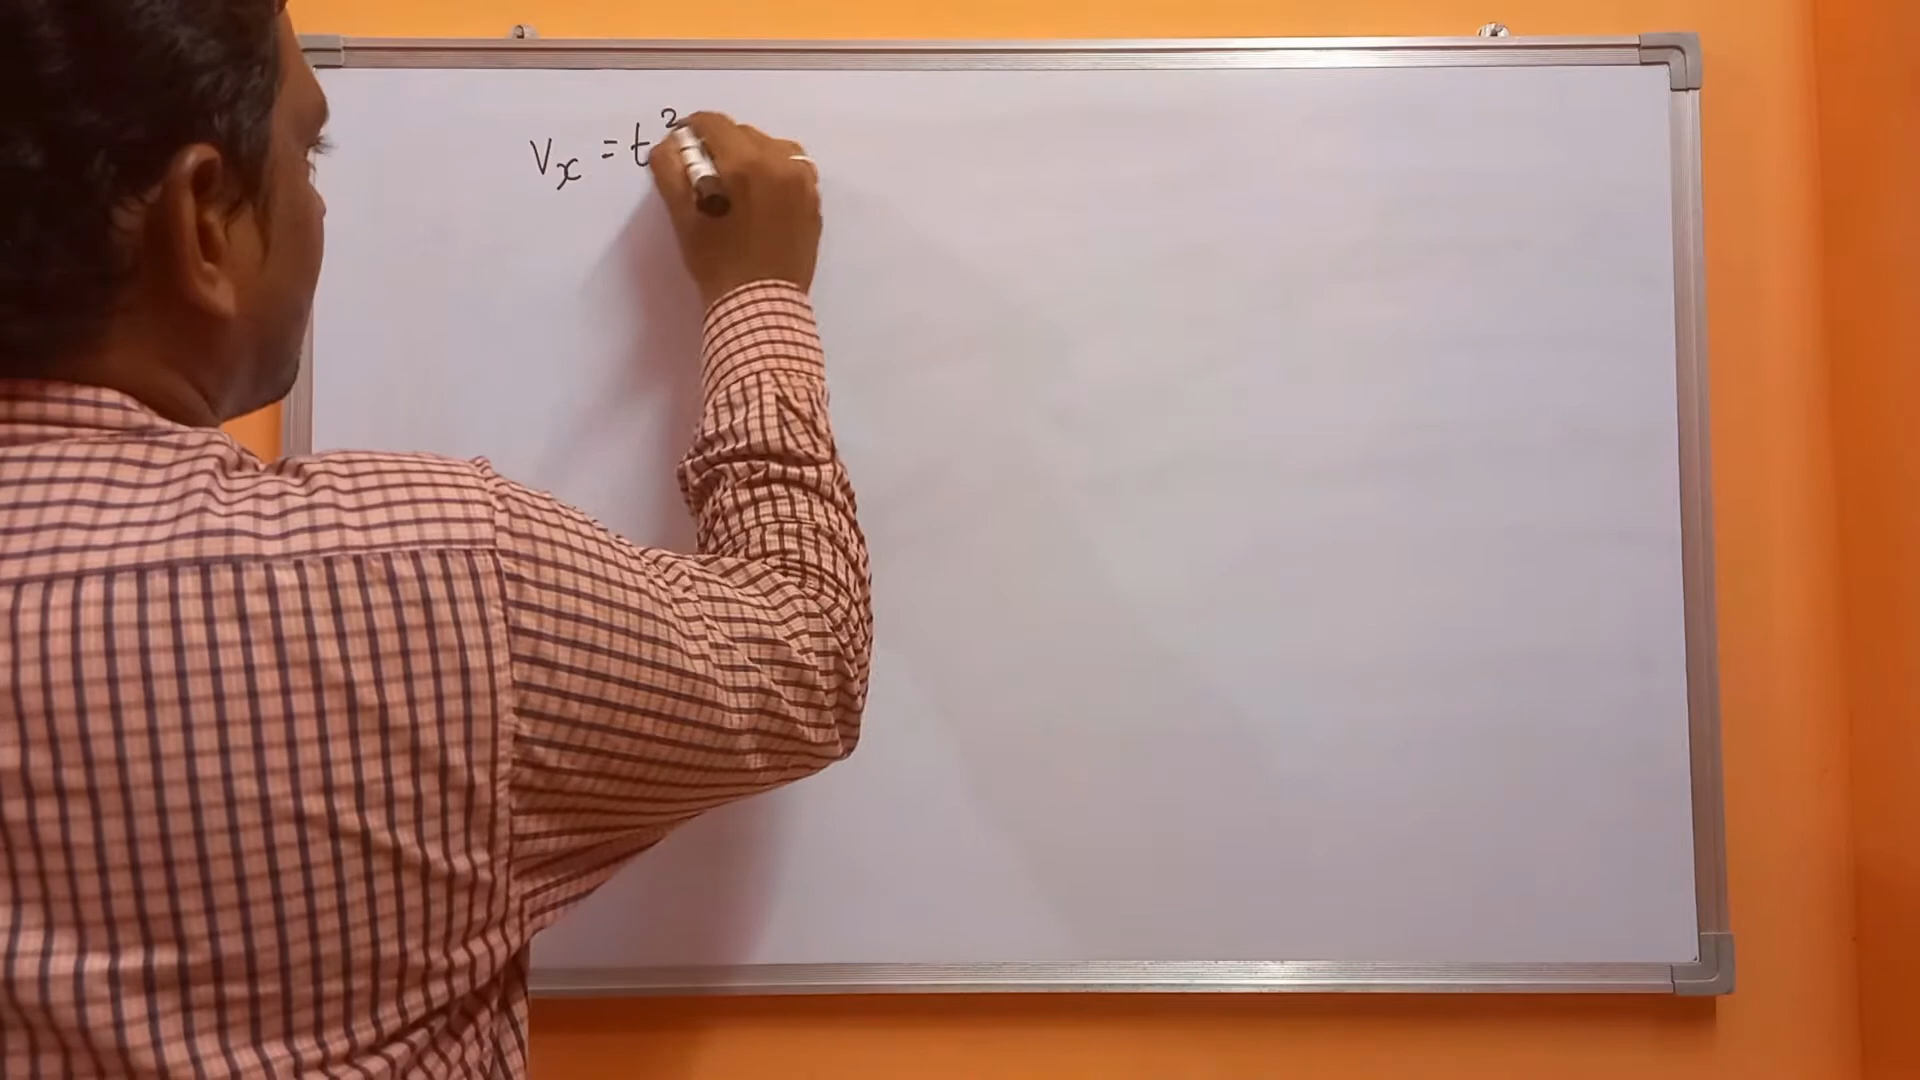 Vₓ = t²